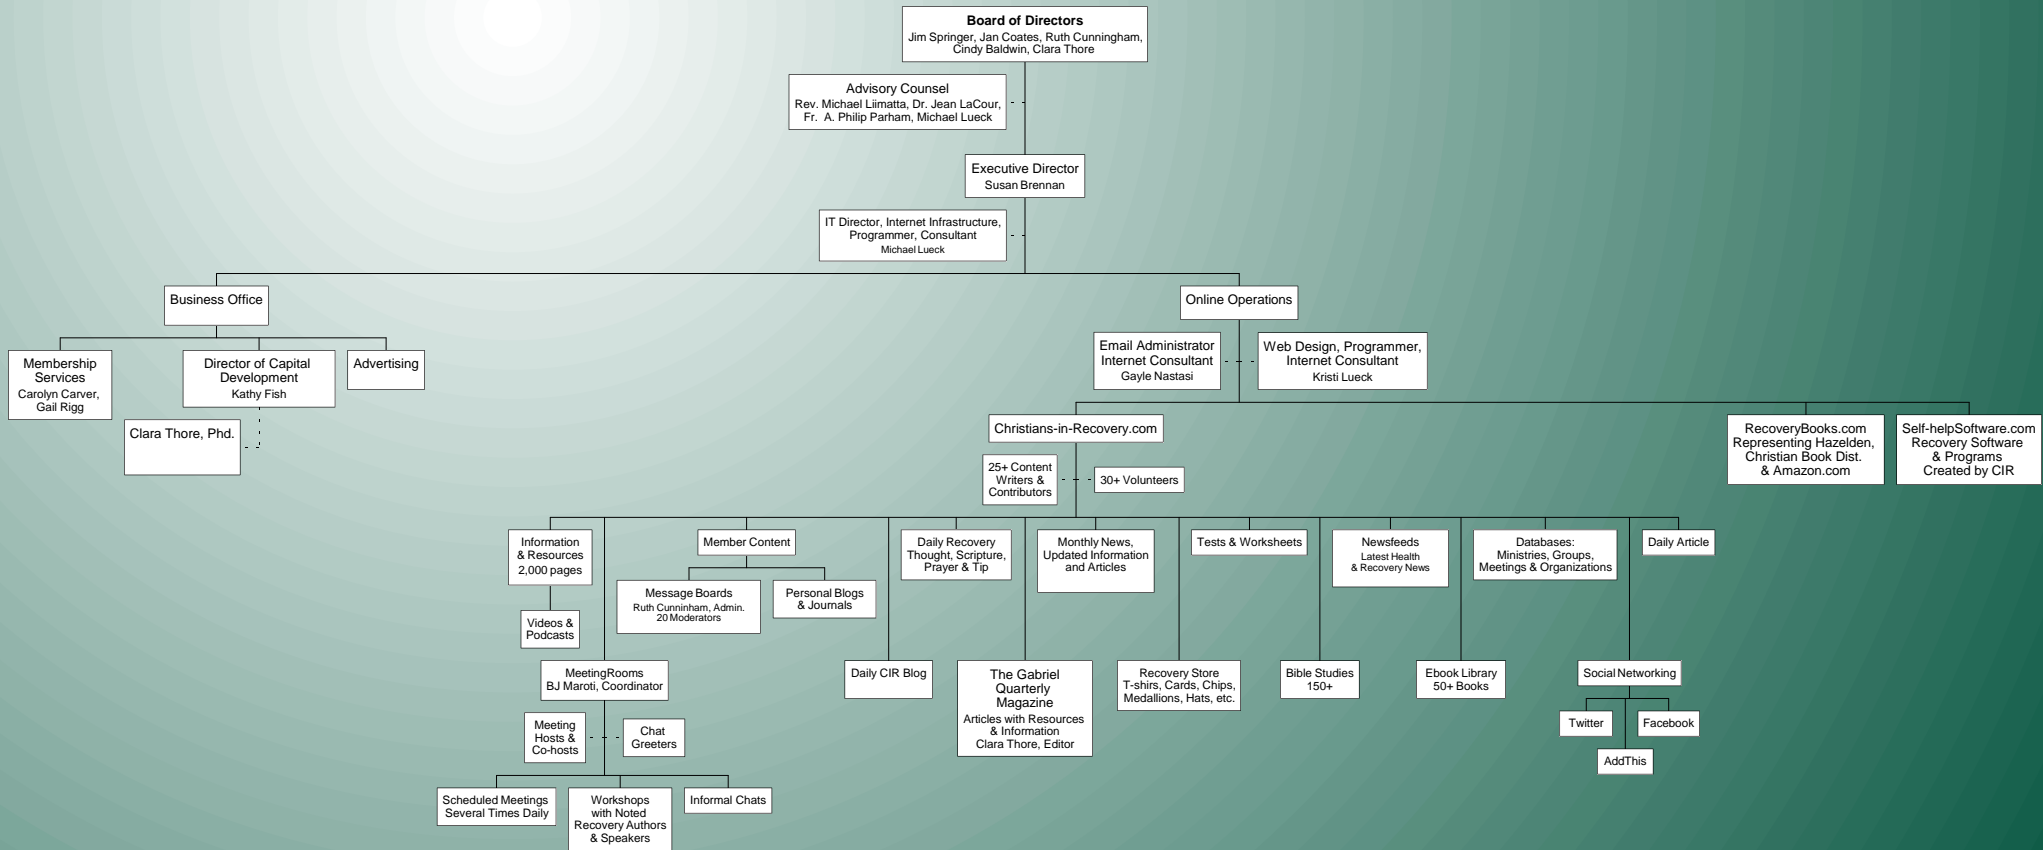 Board of Directors
Jim Springer, Jan Coates, Ruth Cunningham,
Cindy Baldwin, Clara Thore
Advisory Counsel
Rev. Michael Liimatta, Dr. Jean LaCour,
Fr. A. Philip Parham, Michael Lueck
Executive Director
Susan Brennan
IT Director, Internet Infrastructure,
Programmer, Consultant
Michael Lueck
Business Office
Online Operations
Membership
Services
Carolyn Carver,
Gail Rigg
Director of Capital
Development
Kathy Fish
Advertising
Clara Thore, Phd.
Email Administrator
Internet Consultant
Gayle Nastasi
Web Design, Programmer,
Internet Consultant
Kristi Lueck
Christians-in-Recovery.com
RecoveryBooks.com
Representing Hazelden,
Christian Book Dist.
& Amazon.com
Self-helpSoftware.com
Recovery Software
& Programs
Created by CIR
25+ Content
Writers &
Contributors
30+ Volunteers
Information
& Resources
2,000 pages
Member Content
Daily Recovery
Thought, Scripture,
Prayer & Tip
Monthly News,
Updated Information
and Articles
Tests & Worksheets
Newsfeeds
Latest Health
& Recovery News
Databases:
Ministries, Groups,
Meetings & Organizations
Daily Article
Videos &
Podcasts
Message Boards
Ruth Cunninham, Admin.
20 Moderators
Personal Blogs
& Journals
MeetingRooms
BJ Maroti, Coordinator
Daily CIR Blog
The Gabriel
Quarterly
Magazine
Articles with Resources
& Information
Clara Thore, Editor
Recovery Store
T-shirs, Cards, Chips,
Medallions, Hats, etc.
Bible Studies
150+
Ebook Library
50+ Books
Social Networking
Meeting
Hosts &
Co-hosts
Chat
Greeters
Twitter
Facebook
AddThis
Scheduled Meetings
Several Times Daily
Workshops
with Noted
Recovery Authors
& Speakers
Informal Chats